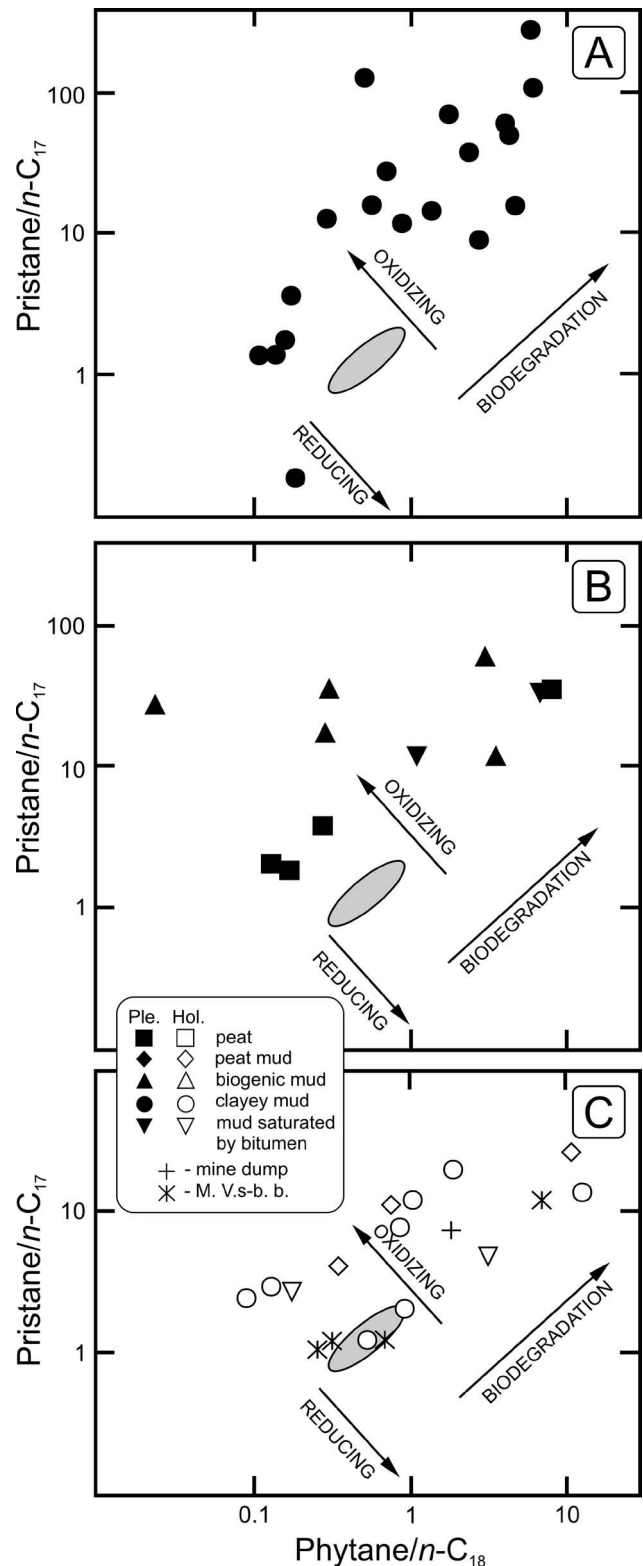 A
100
10
1
Pristane/n-C17
OXIDIZING
REDUCING
BIODEGRADATION
B
100
10
1
Pristane/n-C17
OXIDIZING
REDUCING
BIODEGRADATION
Ple. Hol.
peat
peat mud
biogenic mud
clayey mud
mud saturated
by bitumen
- mine dump
- M. V.s-b. b.
C
10
1
Pristane/n-C17
OXIDIZING
REDUCING
BIODEGRADATION
0.1 1 10
Phytane/n-C18